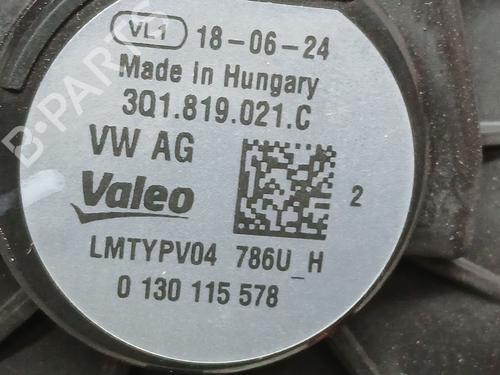 VL1 18-06-24
Made in Hungary
3Q1.819.021.C
VW AG
Valeo
2
LMTYPV04 786U_H
0 130 115 578
B-PARTS